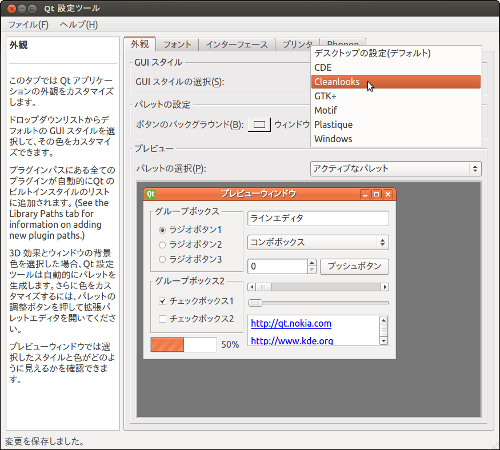 Qt 設定ツール
ファイル(F) ヘルプ(H)
外観
このタブでは Qt アプリケー
ションの外観をカスタマイズ
します。
ドロップダウンリストからデ
フォルトの GUI スタイルを選
択して、その色をカスタマイ
ズできます。
プラグインパスにある全ての
プラグインが自動的にQt の
ビルトインスタイルのリスト
に追加されます。(See the
Library Paths tab for
information on adding
new plugin paths.)
3D 効果とウィンドウの背景
色を選択した場合、Qt 設定
ツールは自動的にパレットを
生成します。さらに色をカス
タマイズするには、パレットの
調整ボタンを押して拡張パ
レットエディタを開いてくださ
い。
プレビューウィンドウでは選
択したスタイルと色がどのよ
うに見えるかを確認できま
す。
外観 フォント インターフェース プリンタ Phonon
GUI スタイル
GUI スタイルの選択(S):
デスクトップの設定(デフォルト)
CDE
Cleanlooks
GTK+
Motif
Plastique
Windows
パレットの設定
ボタンのバックグラウンド(B): ウィンドウ
プレビュー
パレットの選択(P): アクティブなパレット
Qt プレビューウィンドウ
グループボックス
ラジオボタン1
ラジオボタン2
ラジオボタン3
グループボックス2
チェックボックス1
チェックボックス2
50%
ラインエディタ
コンボボックス
0 プッシュボタン
http://qt.nokia.com
http://www.kde.org
変更を保存しました。